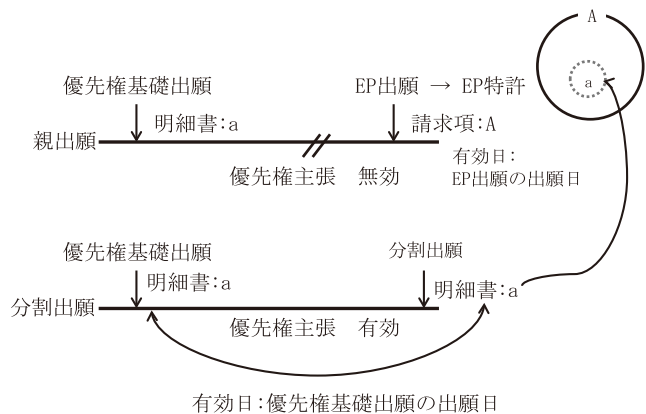 A
a
優先権基礎出願
EP出願 → EP特許
明細書:a
請求項:A
親出願
優先権主張 無効
有効日:
EP出願の出願日
優先権基礎出願
分割出願
明細書:a
明細書:a
分割出願
優先権主張 有効
有効日:優先権基礎出願の出願日